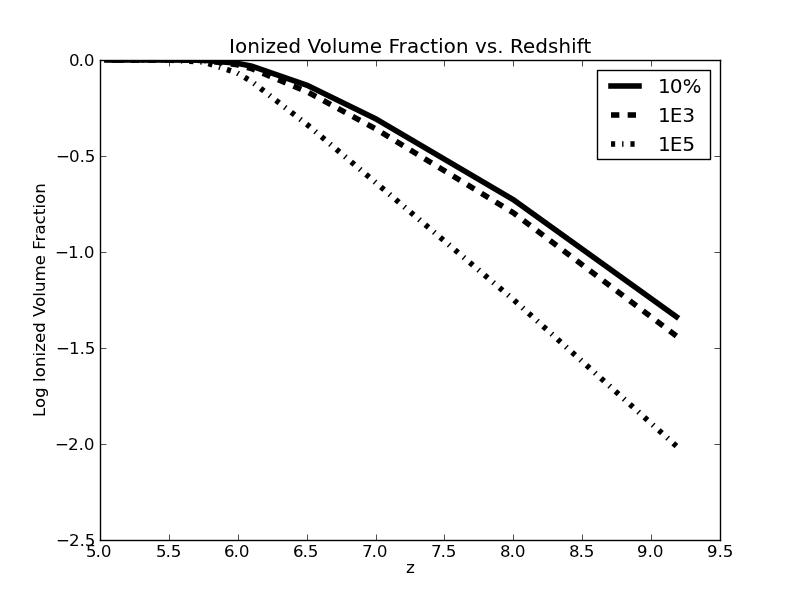 Ionized Volume Fraction vs. Redshift
10%
1E3
1E5
Log Ionized Volume Fraction
0.0
−0.5
−1.0
−1.5
−2.0
−2.5
5.0 5.5 6.0 6.5 7.0 7.5 8.0 8.5 9.0 9.5
z